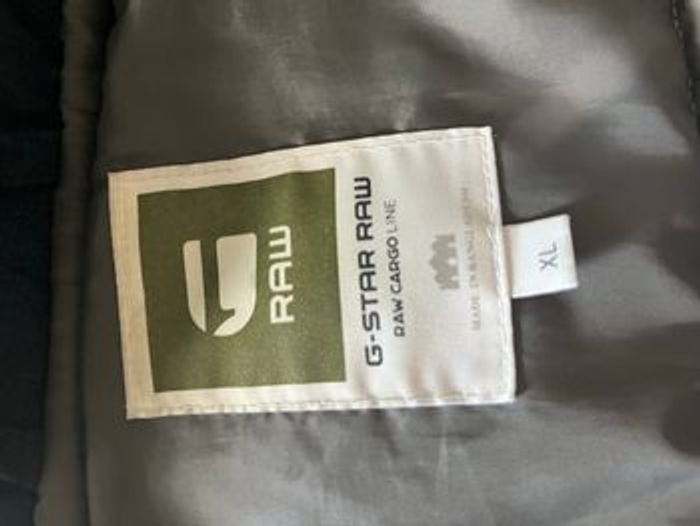 RAW
G-STAR RAW
RAW CARGO LINE
MADE IN BANGLADESH
XL